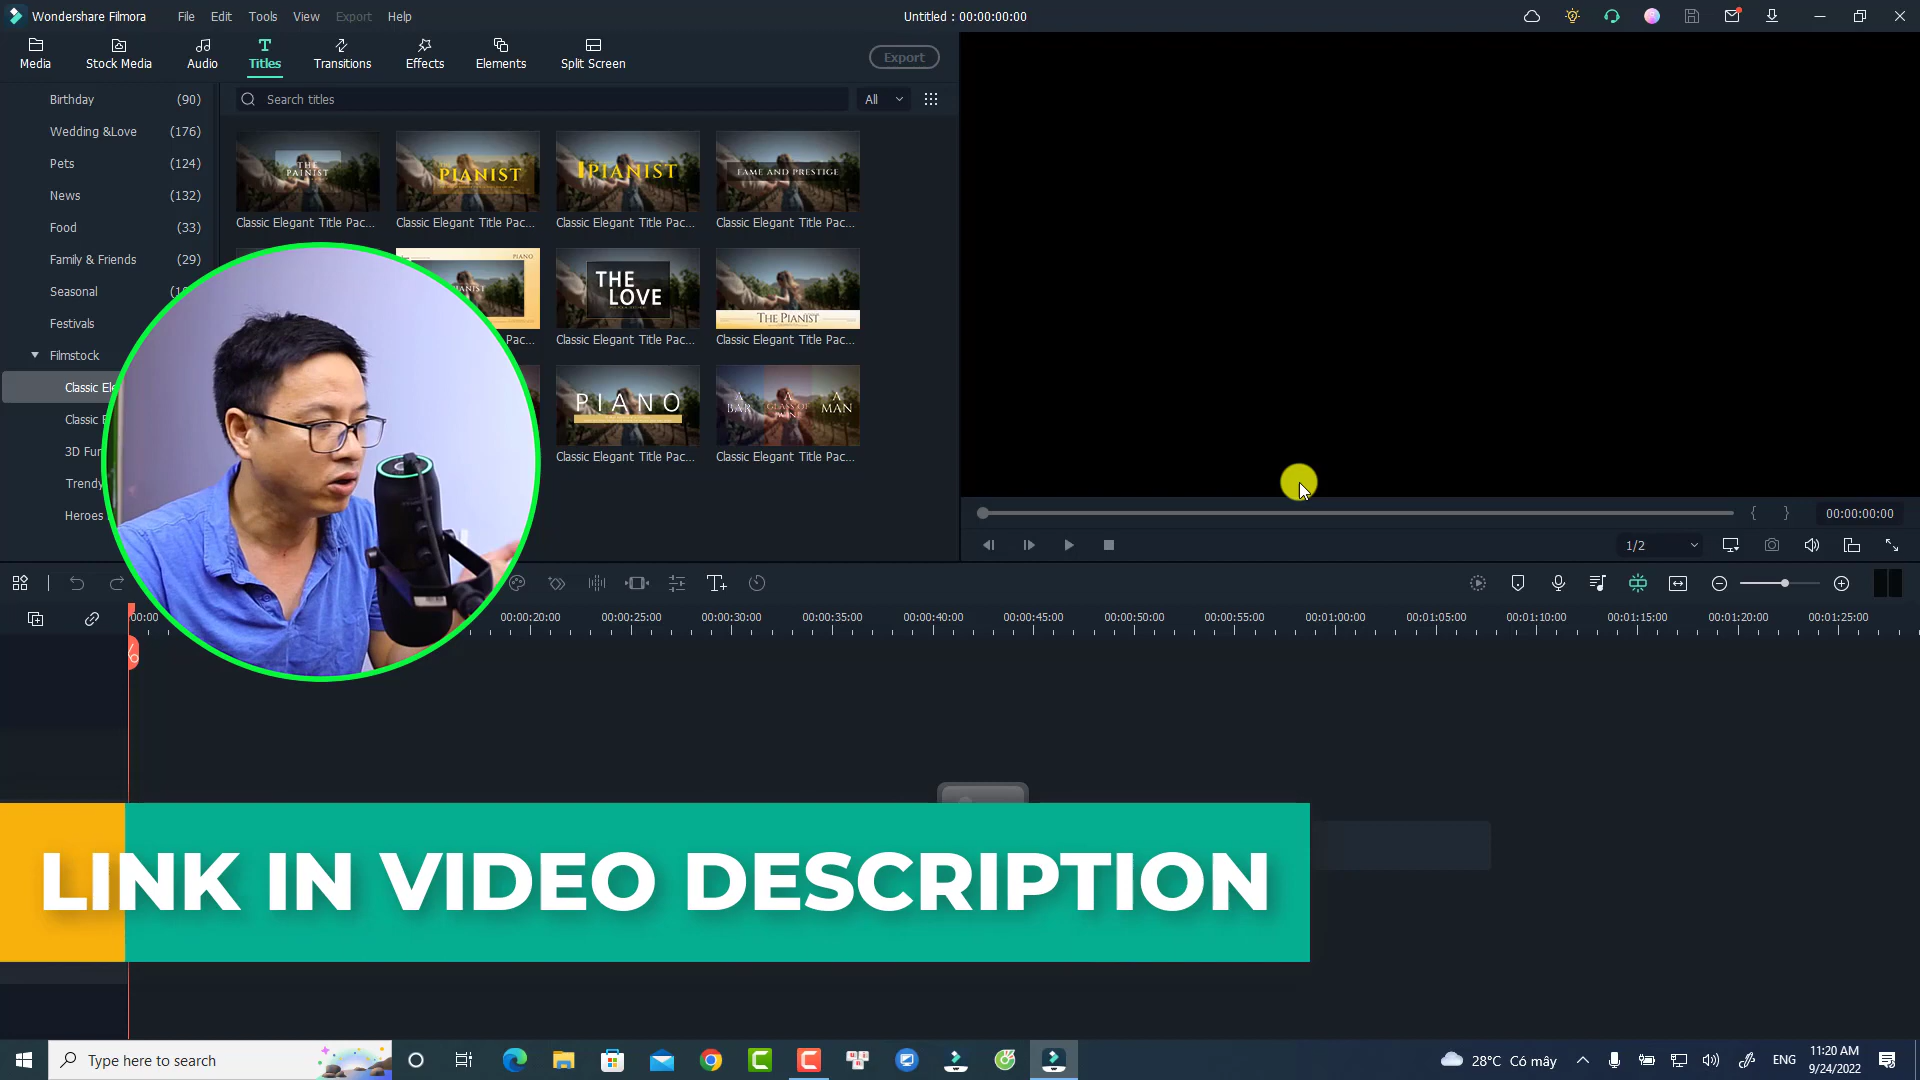 Wondershare Filmora File Edit Tools View Export Help Untitled : 00:00:00:00
Media Stock Media Audio Titles Transitions Effects Elements Split Screen Export
Birthday (90)
Search titles All
Wedding &Love (176)
Pets (124)
News (132)
Food (33)
Family & Friends (29)
Seasonal
Festivals
Filmstock
Classic Ele
Classic E
3D Fun
Trendy
Heroes
THE
PAINIST
PIANIST
PIANIST
FAME AND PRESTIGE
Classic Elegant Title Pac... Classic Elegant Title Pac... Classic Elegant Title Pac... Classic Elegant Title Pac...
PIANO
THE
LOVE
THE PIANIST
Pac... Classic Elegant Title Pac... Classic Elegant Title Pac...
PIANO
A
BAR
A
GLASS OF
WINE
A
MAN
Classic Elegant Title Pac... Classic Elegant Title Pac...
{ } 00:00:00:00
1/2
00:00 00:00:20:00 00:00:25:00 00:00:30:00 00:00:35:00 00:00:40:00 00:00:45:00 00:00:50:00 00:00:55:00 00:01:00:00 00:01:05:00 00:01:10:00 00:01:15:00 00:01:20:00 00:01:25:00
LINK IN VIDEO DESCRIPTION
Type here to search
28°C Có mây
ENG
11:20 AM
9/24/2022